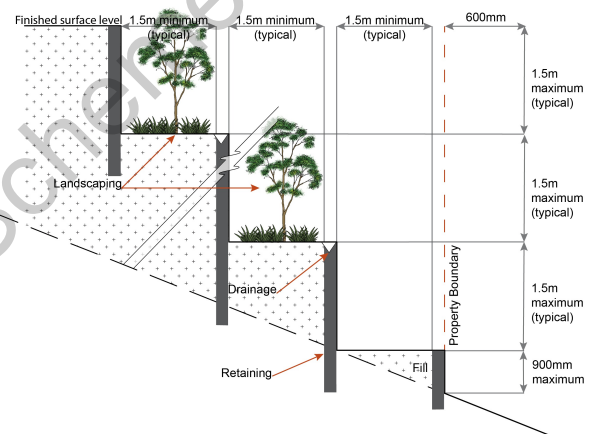 Finished surface level
1.5m minimum
(typical)
1.5m minimum
(typical)
1.5m minimum
(typical)
600mm
1.5m
maximum
(typical)
Landscaping
1.5m
maximum
(typical)
Drainage
Property Boundary
1.5m
maximum
(typical)
Retaining
Fill
900mm
maximum